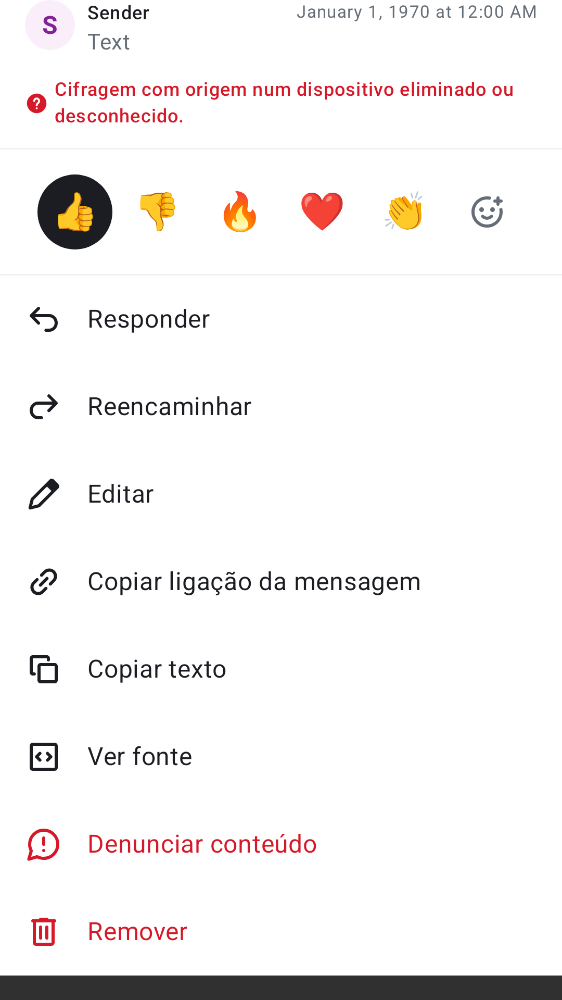 S
Sender
January 1, 1970 at 12:00 AM
Text
Cifragem com origem num dispositivo eliminado ou
desconhecido.
Responder
Reencaminhar
Editar
Copiar ligação da mensagem
Copiar texto
Ver fonte
Denunciar conteúdo
Remover